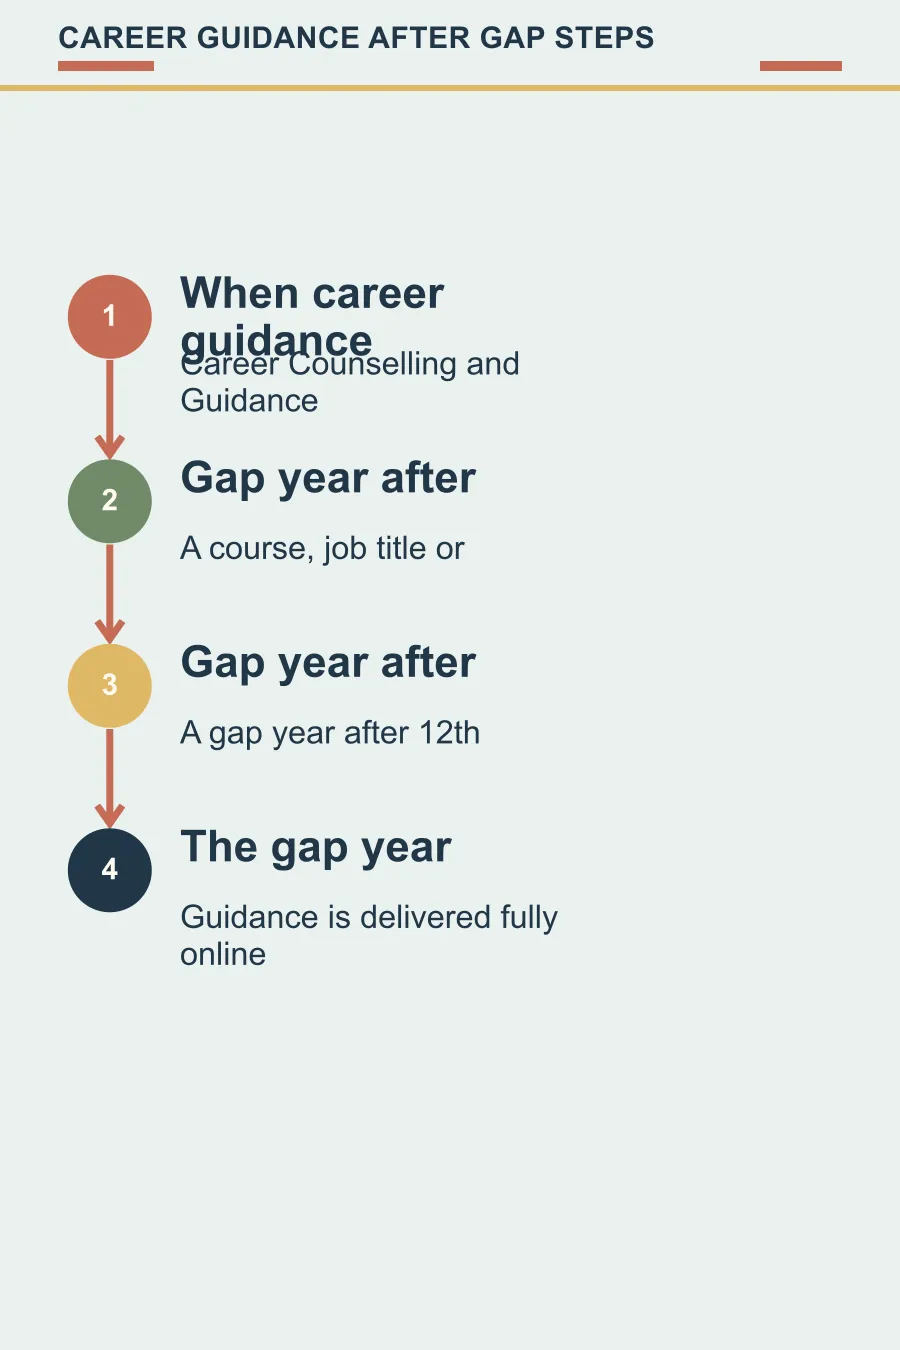 CAREER GUIDANCE AFTER GAP STEPS
1
When career
guidance
Career Counselling and
Guidance
2
Gap year after
A course, job title or
3
Gap year after
A gap year after 12th
4
The gap year
Guidance is delivered fully
online